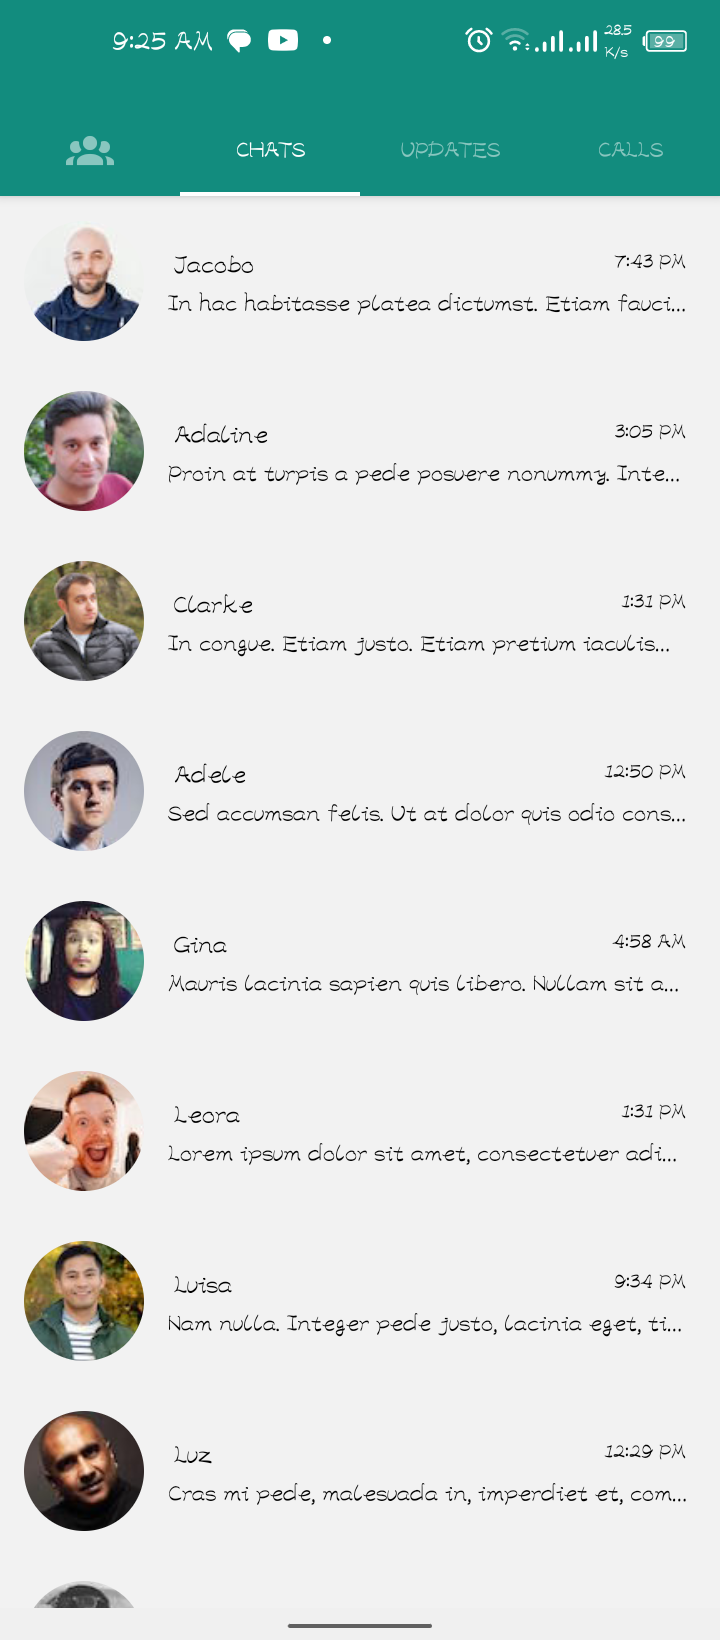 9:25 AM 28.5 K/s 99
CHATS UPDATES CALLS
Jacobo 7:43 PM
In hac habitasse platea dictumst. Etiam fauci...
Adaline 3:05 PM
Proin at turpis a pede posuere nonummy. Inte...
Clarke 1:31 PM
In congue. Etiam justo. Etiam pretium iaculis...
Adele 12:50 PM
Sed accumsan felis. Ut at dolor quis odio cons...
Gina 4:58 AM
Mauris lacinia sapien quis libero. Nullam sit a...
Leora 1:31 PM
Lorem ipsum dolor sit amet, consectetuer adi...
Luisa 9:34 PM
Nam nulla. Integer pede justo, lacinia eget, ti...
Luz 12:29 PM
Cras mi pede, malesuada in, imperdiet et, com...